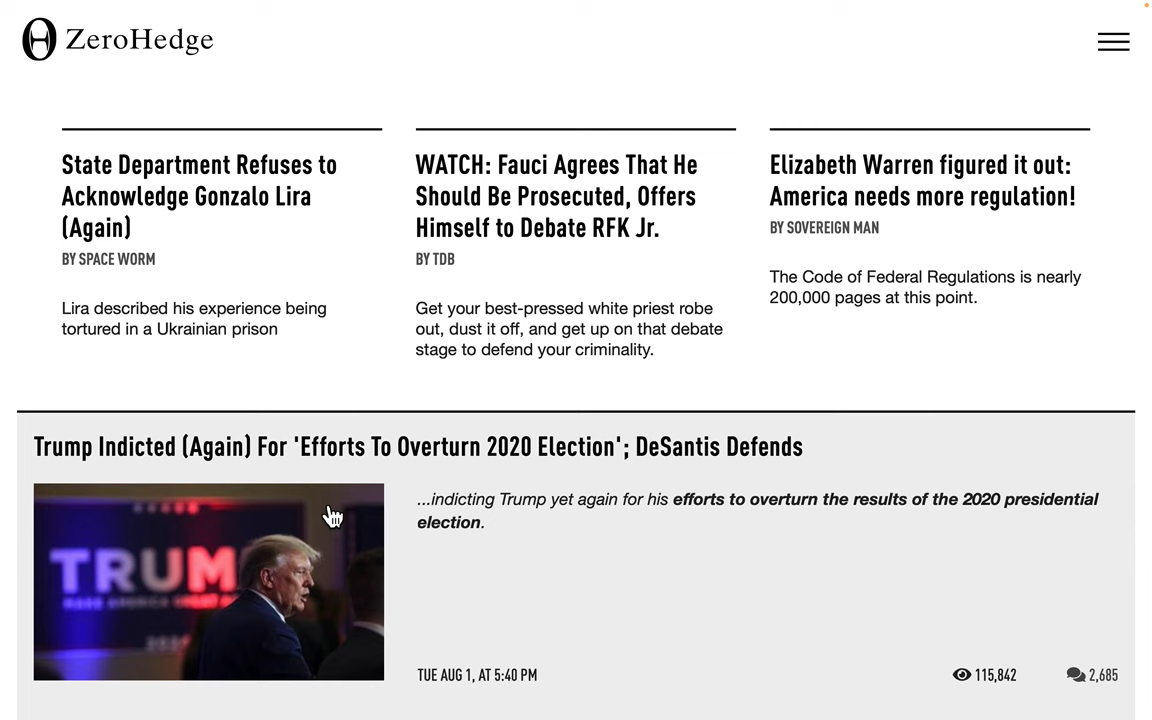 ZeroHedge
State Department Refuses to
Acknowledge Gonzalo Lira
(Again)
BY SPACE WORM
Lira described his experience being
tortured in a Ukrainian prison
WATCH: Fauci Agrees That He
Should Be Prosecuted, Offers
Himself to Debate RFK Jr.
BY TDB
Get your best-pressed white priest robe
out, dust it off, and get up on that debate
stage to defend your criminality.
Elizabeth Warren figured it out:
America needs more regulation!
BY SOVEREIGN MAN
The Code of Federal Regulations is nearly
200,000 pages at this point.
Trump Indicted (Again) For 'Efforts To Overturn 2020 Election'; DeSantis Defends
TRUM
...indicting Trump yet again for his efforts to overturn the results of the 2020 presidential
election.
TUE AUG 1, AT 5:40 PM
115,842
2,685